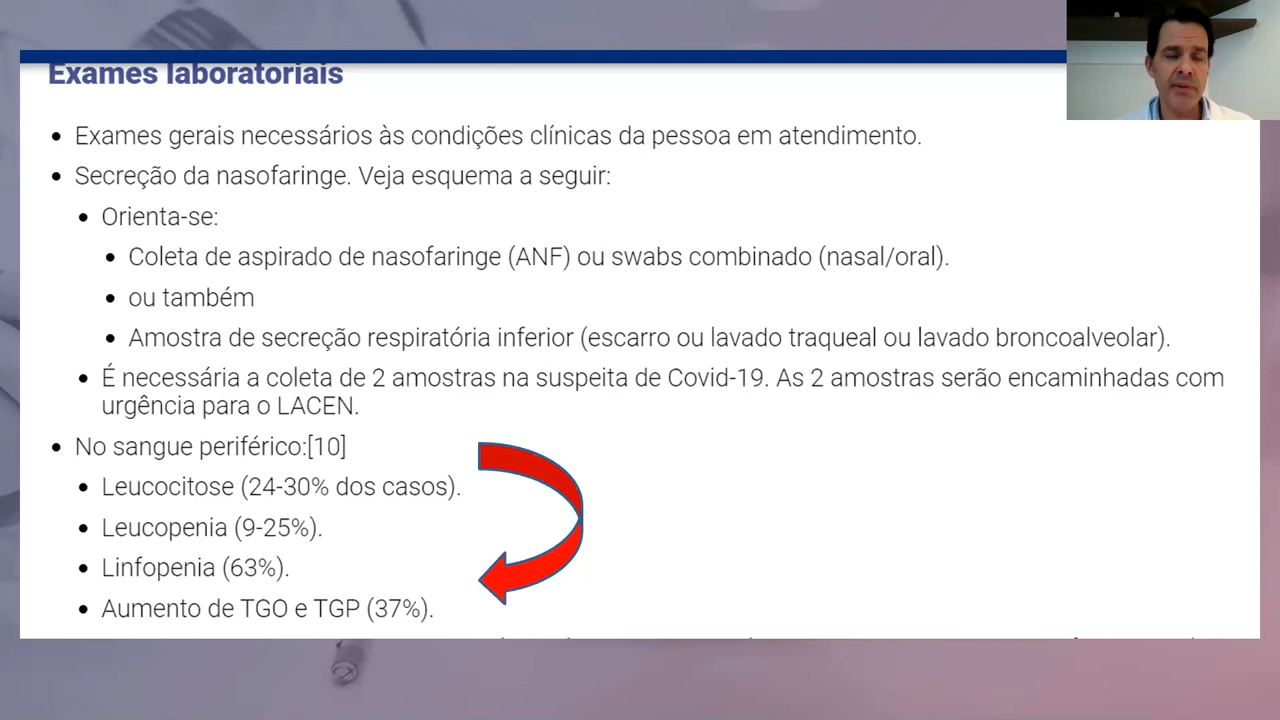 Exames laboratoriais
• Exames gerais necessários às condições clínicas da pessoa em atendimento.
• Secreção da nasofaringe. Veja esquema a seguir:
• Orienta-se:
• Coleta de aspirado de nasofaringe (ANF) ou swabs combinado (nasal/oral).
• ou também
• Amostra de secreção respiratória inferior (escarro ou lavado traqueal ou lavado broncoalveolar).
• É necessária a coleta de 2 amostras na suspeita de Covid-19. As 2 amostras serão encaminhadas com
urgência para o LACEN.
• No sangue periférico:[10]
• Leucocitose (24-30% dos casos).
• Leucopenia (9-25%).
• Linfopenia (63%).
• Aumento de TGO e TGP (37%).